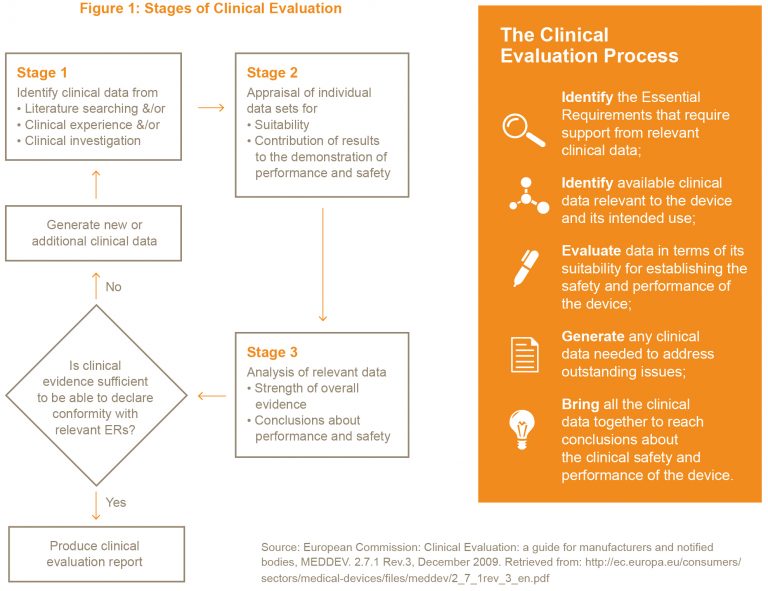 Figure 1: Stages of Clinical Evaluation
Stage 1
Identify clinical data from
• Literature searching &/or
• Clinical experience &/or
• Clinical investigation
Stage 2
Appraisal of individual
data sets for
• Suitability
• Contribution of results
to the demonstration of
performance and safety
Generate new or
additional clinical data
No
Is clinical
evidence sufficient
to be able to declare
conformity with
relevant ERs?
Stage 3
Analysis of relevant data
• Strength of overall
evidence
• Conclusions about
performance and safety
Yes
Produce clinical
evaluation report
The Clinical
Evaluation Process
Identify the Essential
Requirements that require
support from relevant
clinical data;
Identify available clinical
data relevant to the device
and its intended use;
Evaluate data in terms of its
suitability for establishing the
safety and performance of
the device;
Generate any clinical
data needed to address
outstanding issues;
Bring all the clinical
data together to reach
conclusions about
the clinical safety and
performance of the device.
Source: European Commission: Clinical Evaluation: a guide for manufacturers and notified
bodies, MEDDEV. 2.7.1 Rev.3, December 2009. Retrieved from: http://ec.europa.eu/consumers/
sectors/medical-devices/files/meddev/2_7_1rev_3_en.pdf